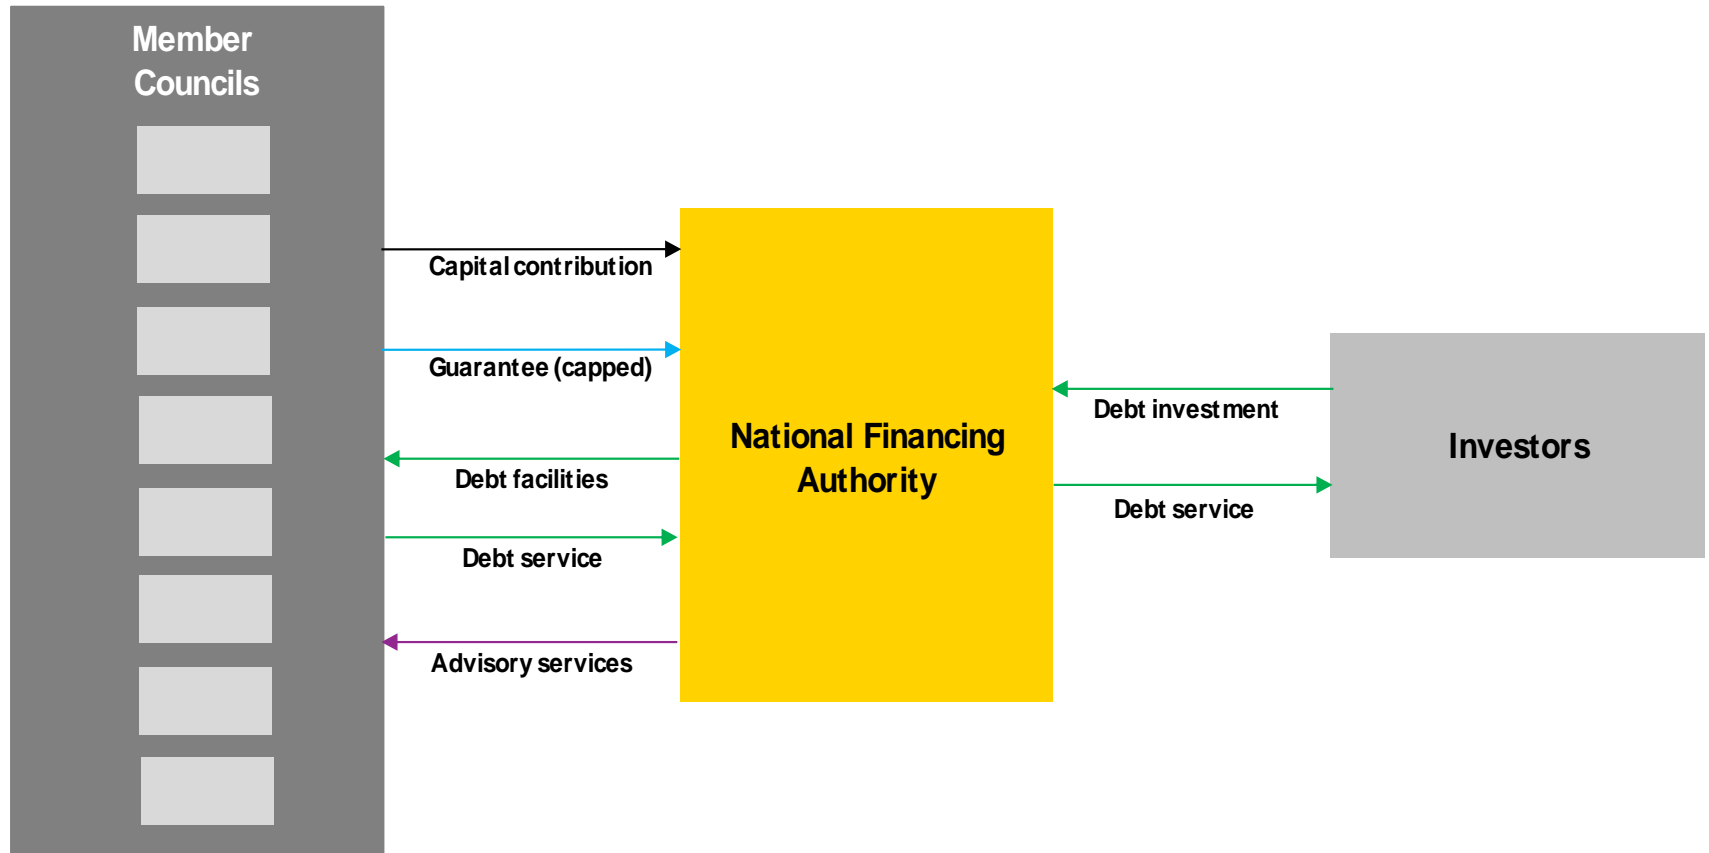 Member
Councils
Capital contribution
Guarantee (capped)
Debt facilities
Debt service
Advisory services
National Financing
Authority
Debt investment
Debt service
Investors